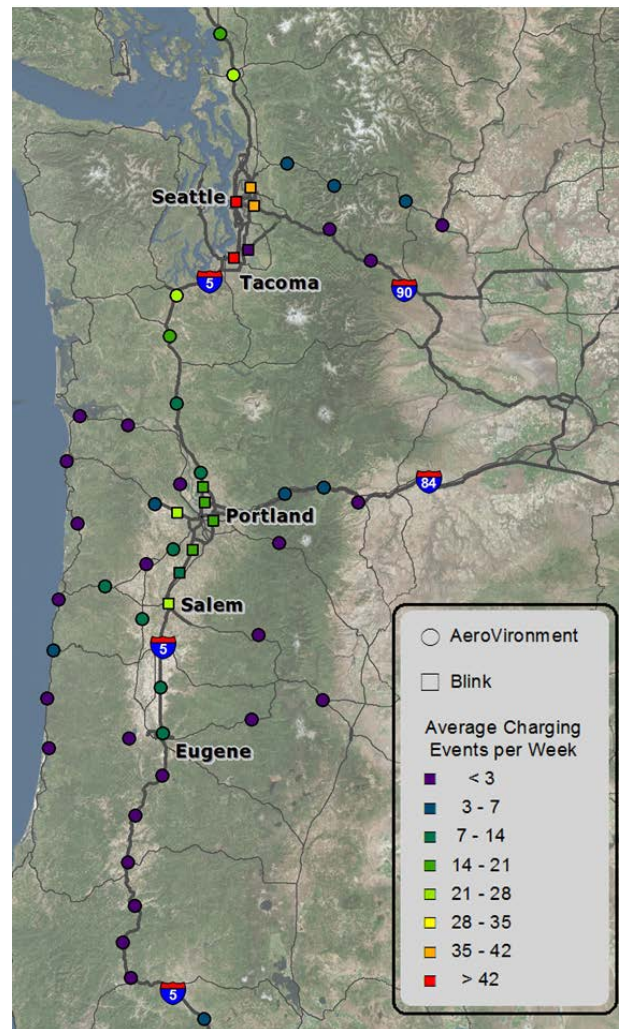 Seattle
Tacoma
5
90
84
Portland
Salem
5
Eugene
5
AeroVironment
Blink
Average Charging
Events per Week
< 3
3 - 7
7 - 14
14 - 21
21 - 28
28 - 35
35 - 42
> 42